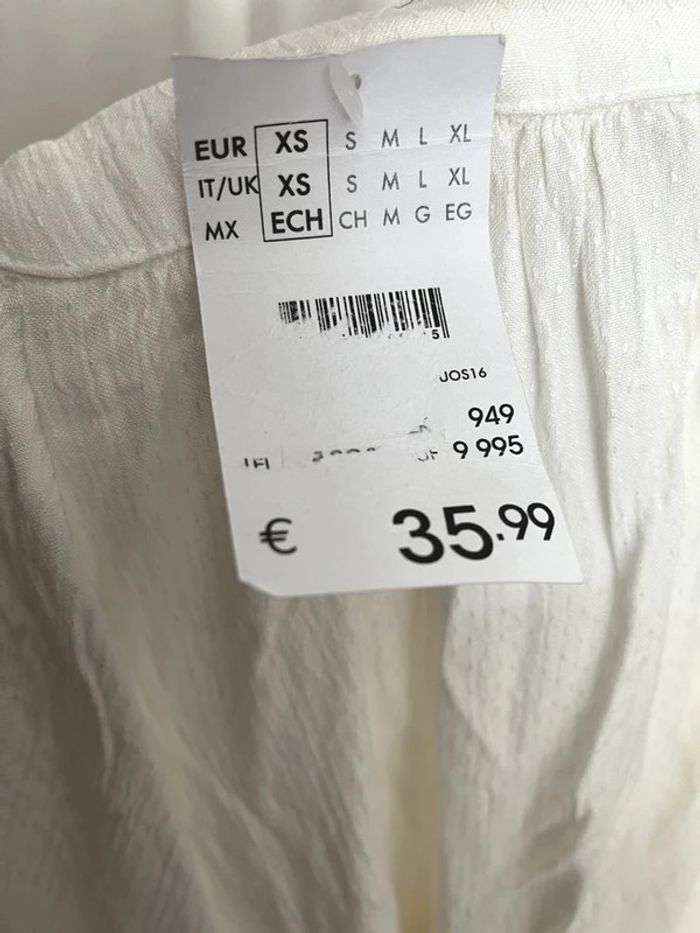 EUR XS S M L XL
IT/UK XS S M L XL
MX ECH CH M G EG
5
JOS16
949
9 995
€ 35.99